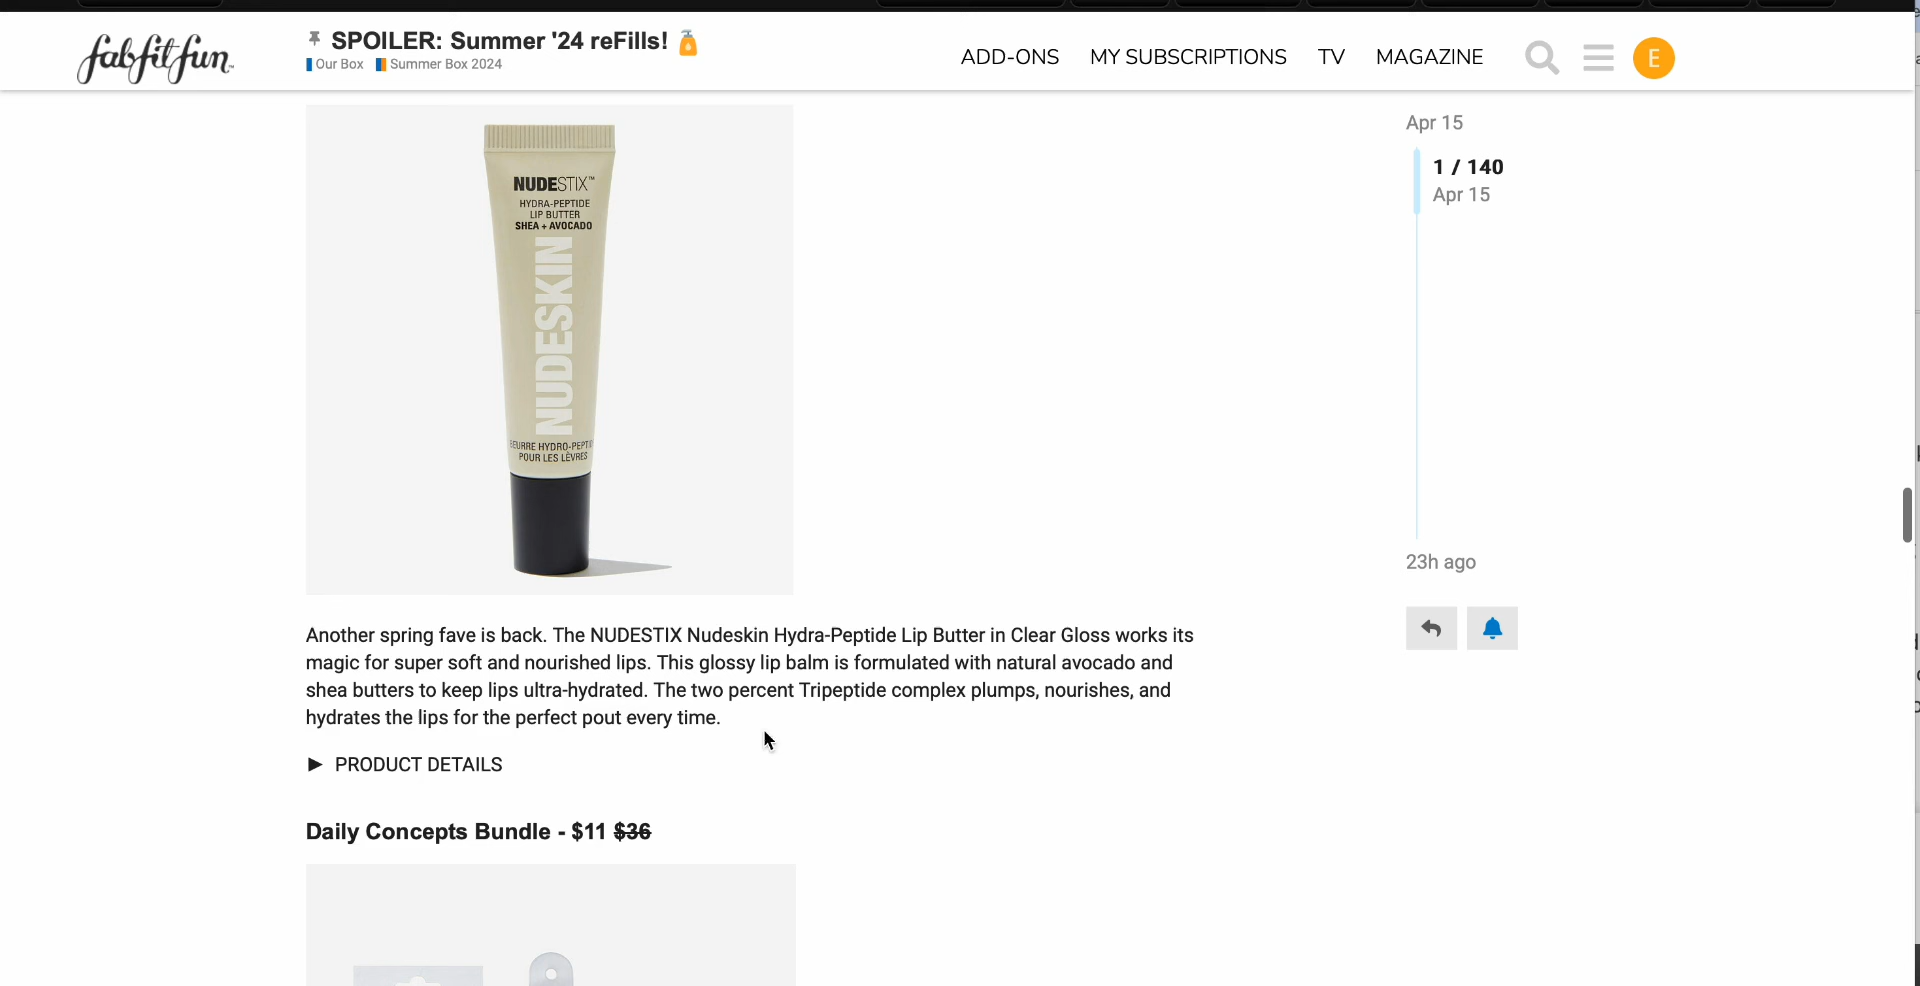 fabfitfun
SPOILER: Summer '24 reFills!
Our Box Summer Box 2024
ADD-ONS MY SUBSCRIPTIONS TV MAGAZINE
E
NUDESTIX™
HYDRA-PEPTIDE
LIP BUTTER
SHEA + AVOCADO
NUDESKIN
BEURRE HYDRO-PEPTI
POUR LES LÈVRES
Apr 15
1 / 140
Apr 15
23h ago
Another spring fave is back. The NUDESTIX Nudeskin Hydra-Peptide Lip Butter in Clear Gloss works its
magic for super soft and nourished lips. This glossy lip balm is formulated with natural avocado and
shea butters to keep lips ultra-hydrated. The two percent Tripeptide complex plumps, nourishes, and
hydrates the lips for the perfect pout every time.
► PRODUCT DETAILS
Daily Concepts Bundle - $11 $36